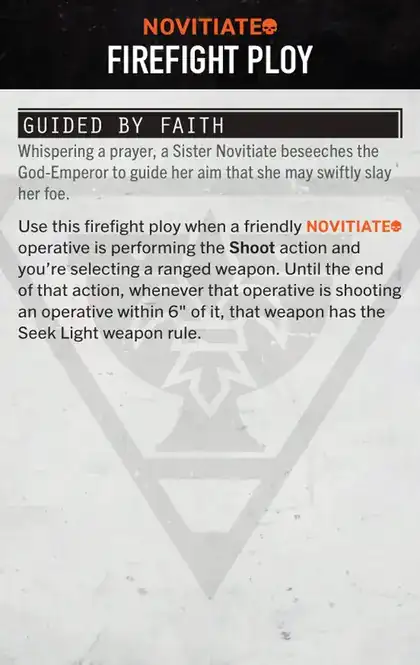 NOVITIATE
FIREFIGHT PLOY
GUIDED BY FAITH
Whispering a prayer, a Sister Novitiate beseeches the
God-Emperor to guide her aim that she may swiftly slay
her foe.
Use this firefight ploy when a friendly NOVITIATE
operative is performing the Shoot action and
you’re selecting a ranged weapon. Until the end
of that action, whenever that operative is shooting
an operative within 6" of it, that weapon has the
Seek Light weapon rule.